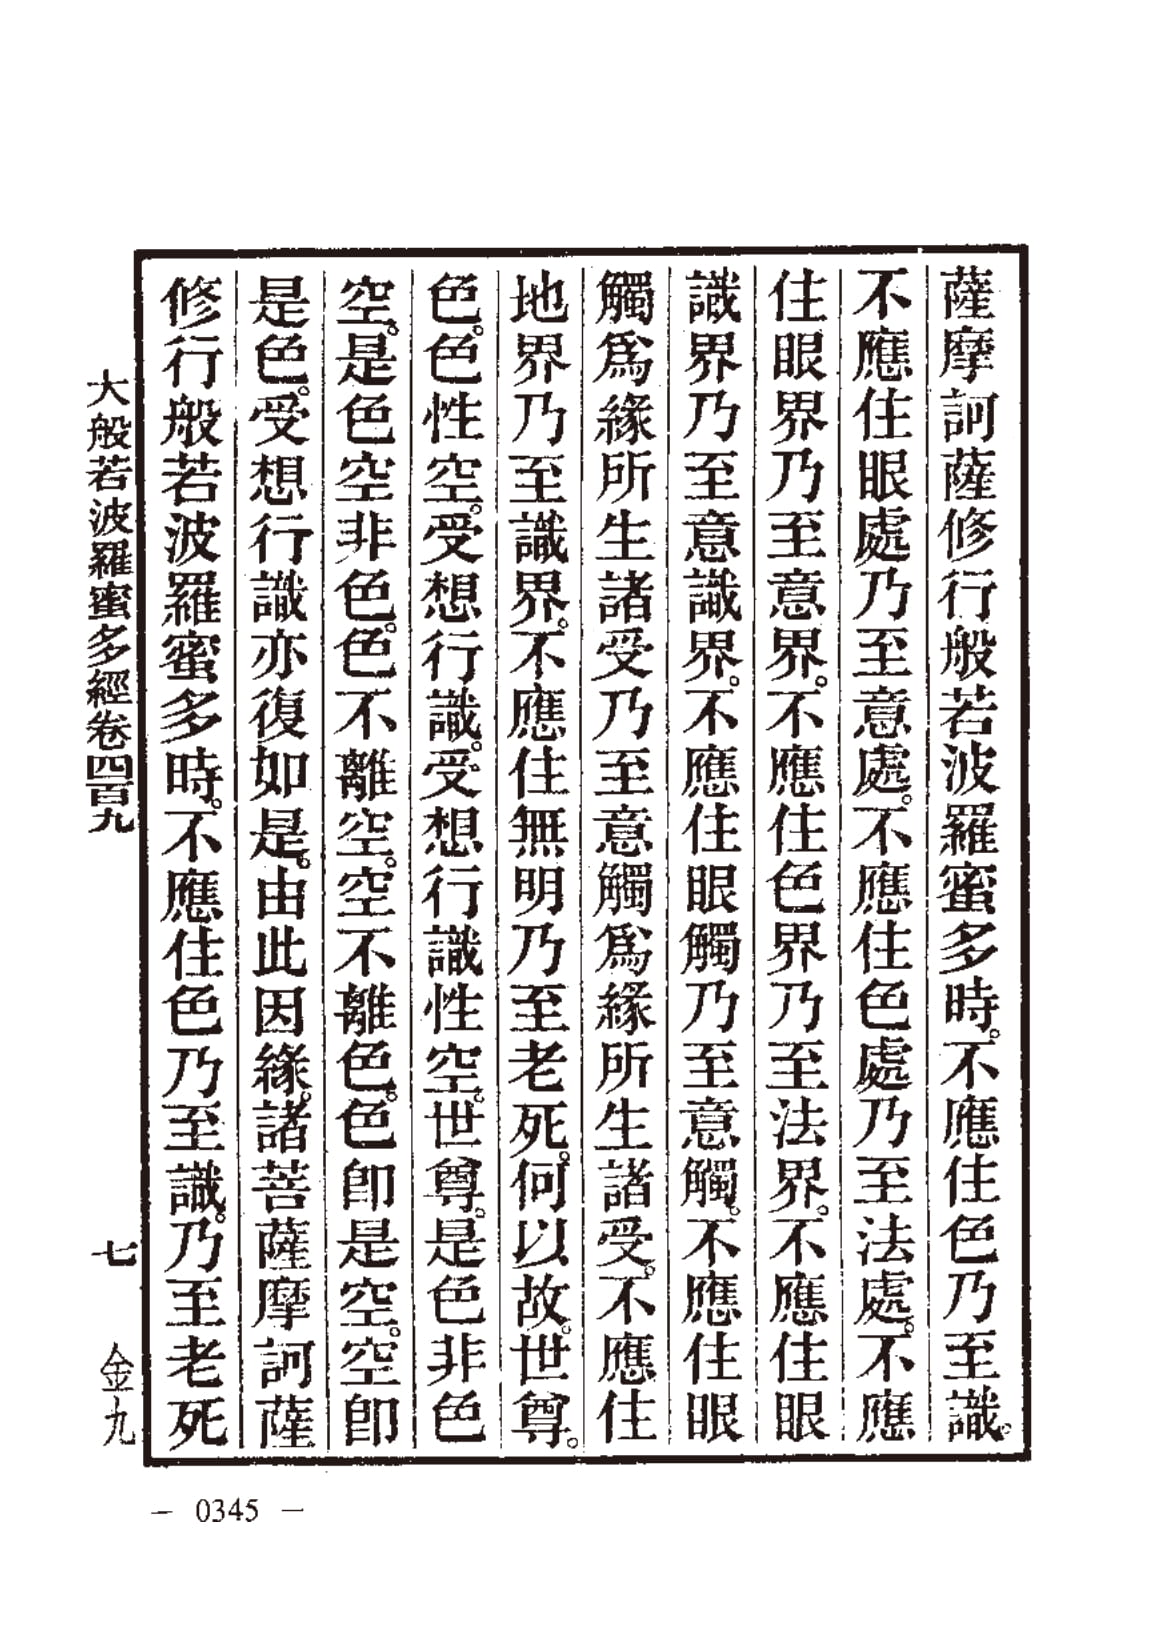 薩摩訶薩修行般若波羅蜜多時。不應住色乃至識。
不應住眼處乃至意處。不應住色處乃至法處。不應
住眼界乃至意界。不應住色界乃至法界。不應住眼
識界乃至意識界。不應住眼觸乃至意觸。不應住眼
觸爲緣所生諸受乃至意觸爲緣所生諸受。不應住
地界乃至識界。不應住無明乃至老死。何以故。世尊。
色。色性空。受想行識。受想行識性空。世尊。是色非色
空。是色空非色。色不離空。空不離色。色卽是空。空卽
是色。受想行識亦復如是。由此因緣。諸菩薩摩訶薩
修行般若波羅蜜多時。不應住色乃至識。乃至老死
大般若波羅蜜多經卷四百九 七 金九
— 0345 —